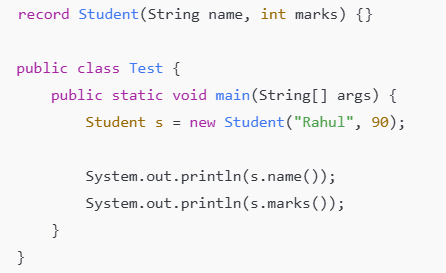 record Student(String name, int marks) {}
public class Test {
    public static void main(String[] args) {
        Student s = new Student("Rahul", 90);
        System.out.println(s.name());
        System.out.println(s.marks());
    }
}